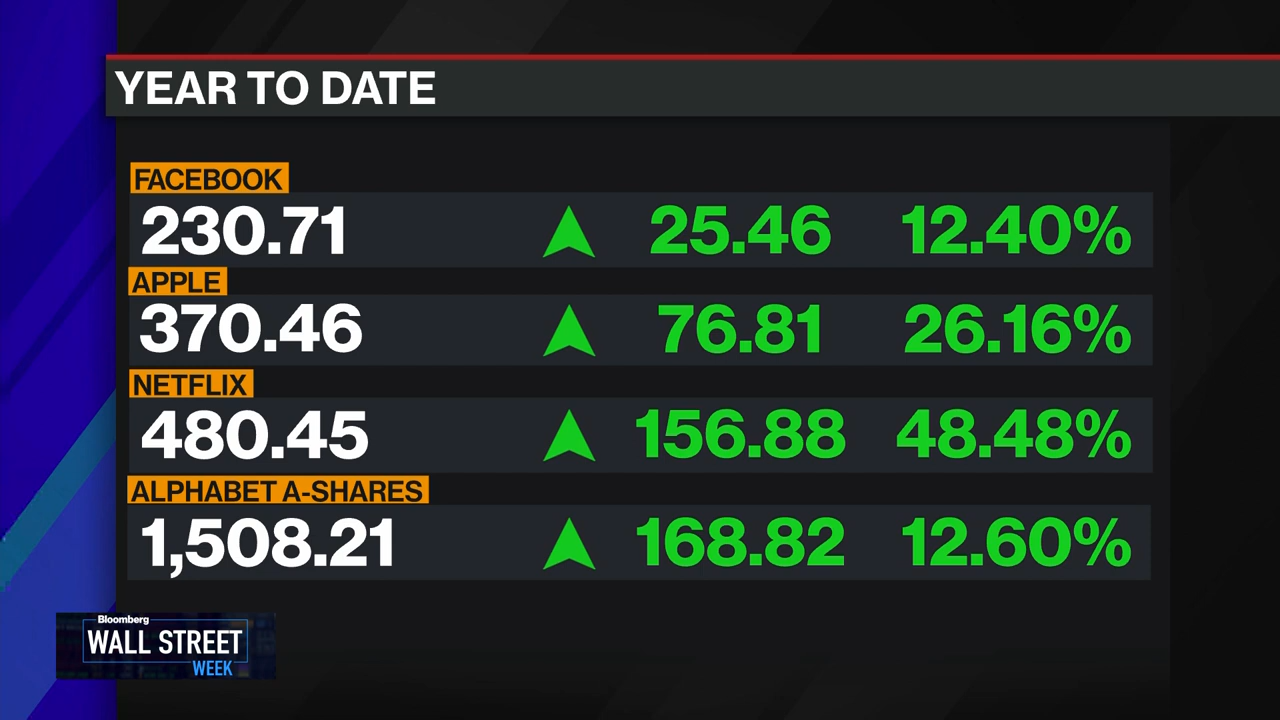 YEAR TO DATE
FACEBOOK
230.71 25.46 12.40%
APPLE
370.46 76.81 26.16%
NETFLIX
480.45 156.88 48.48%
ALPHABET A-SHARES
1,508.21 168.82 12.60%
Bloomberg
WALL STREET
WEEK